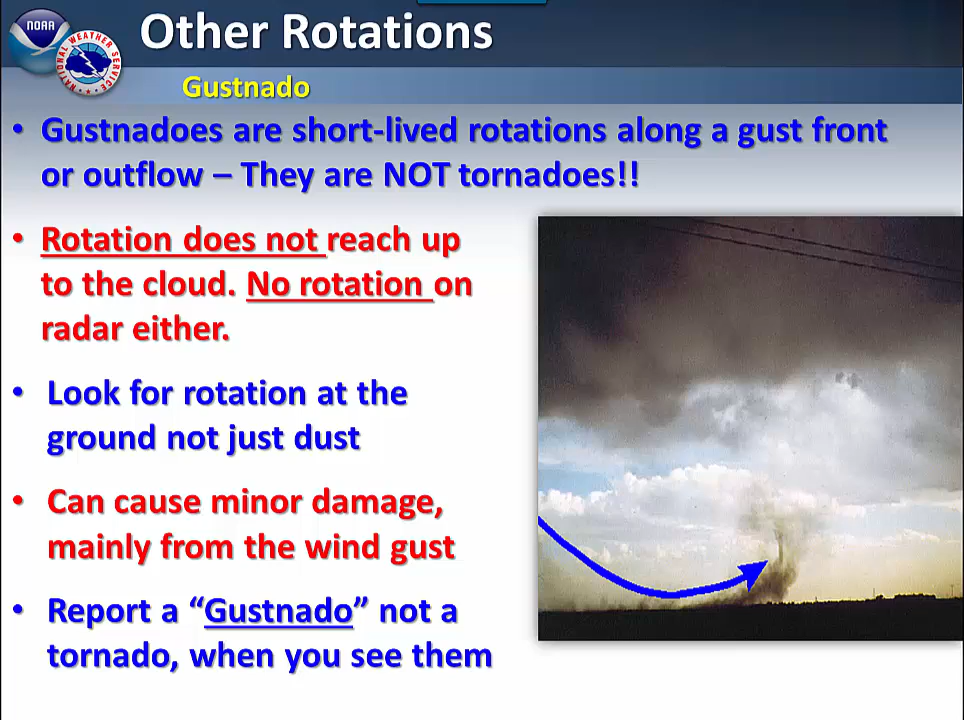 NOAA
NATIONAL WEATHER SERVICE
Other Rotations
Gustnado
• Gustnadoes are short-lived rotations along a gust front
or outflow – They are NOT tornadoes!!
• Rotation does not reach up
to the cloud. No rotation on
radar either.
• Look for rotation at the
ground not just dust
• Can cause minor damage,
mainly from the wind gust
• Report a “Gustnado” not a
tornado, when you see them